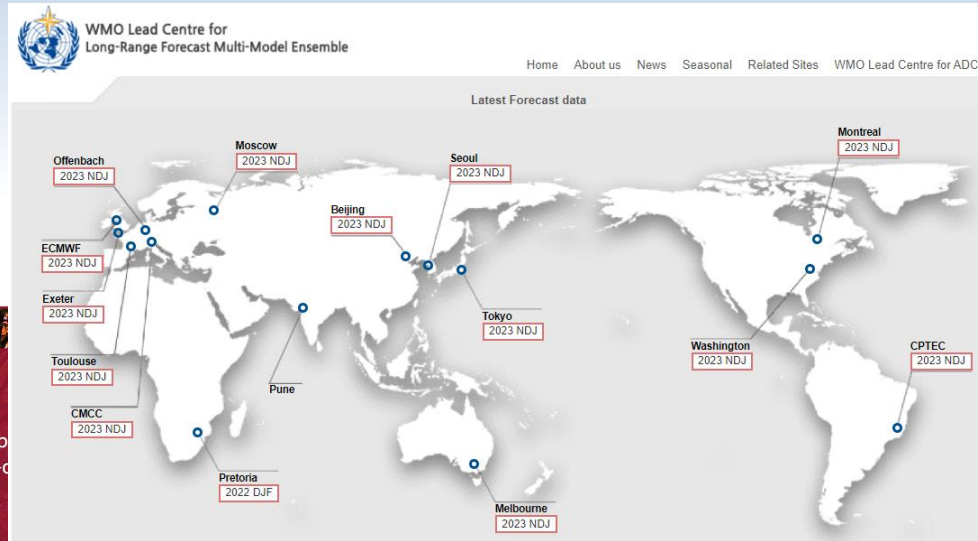 WMO Lead Centre for
Long-Range Forecast Multi-Model Ensemble
Home About us News Seasonal Related Sites WMO Lead Centre for ADC
Latest Forecast data
Montreal
2023 NDJ
Moscow
2023 NDJ
Offenbach
2023 NDJ
Seoul
2023 NDJ
Beijing
2023 NDJ
ECMWF
2023 NDJ
Exeter
2023 NDJ
Tokyo
2023 NDJ
Washington
2023 NDJ
CPTEC
2023 NDJ
Toulouse
2023 NDJ
Pune
CMCC
2023 NDJ
Pretoria
2022 DJF
Melbourne
2023 NDJ